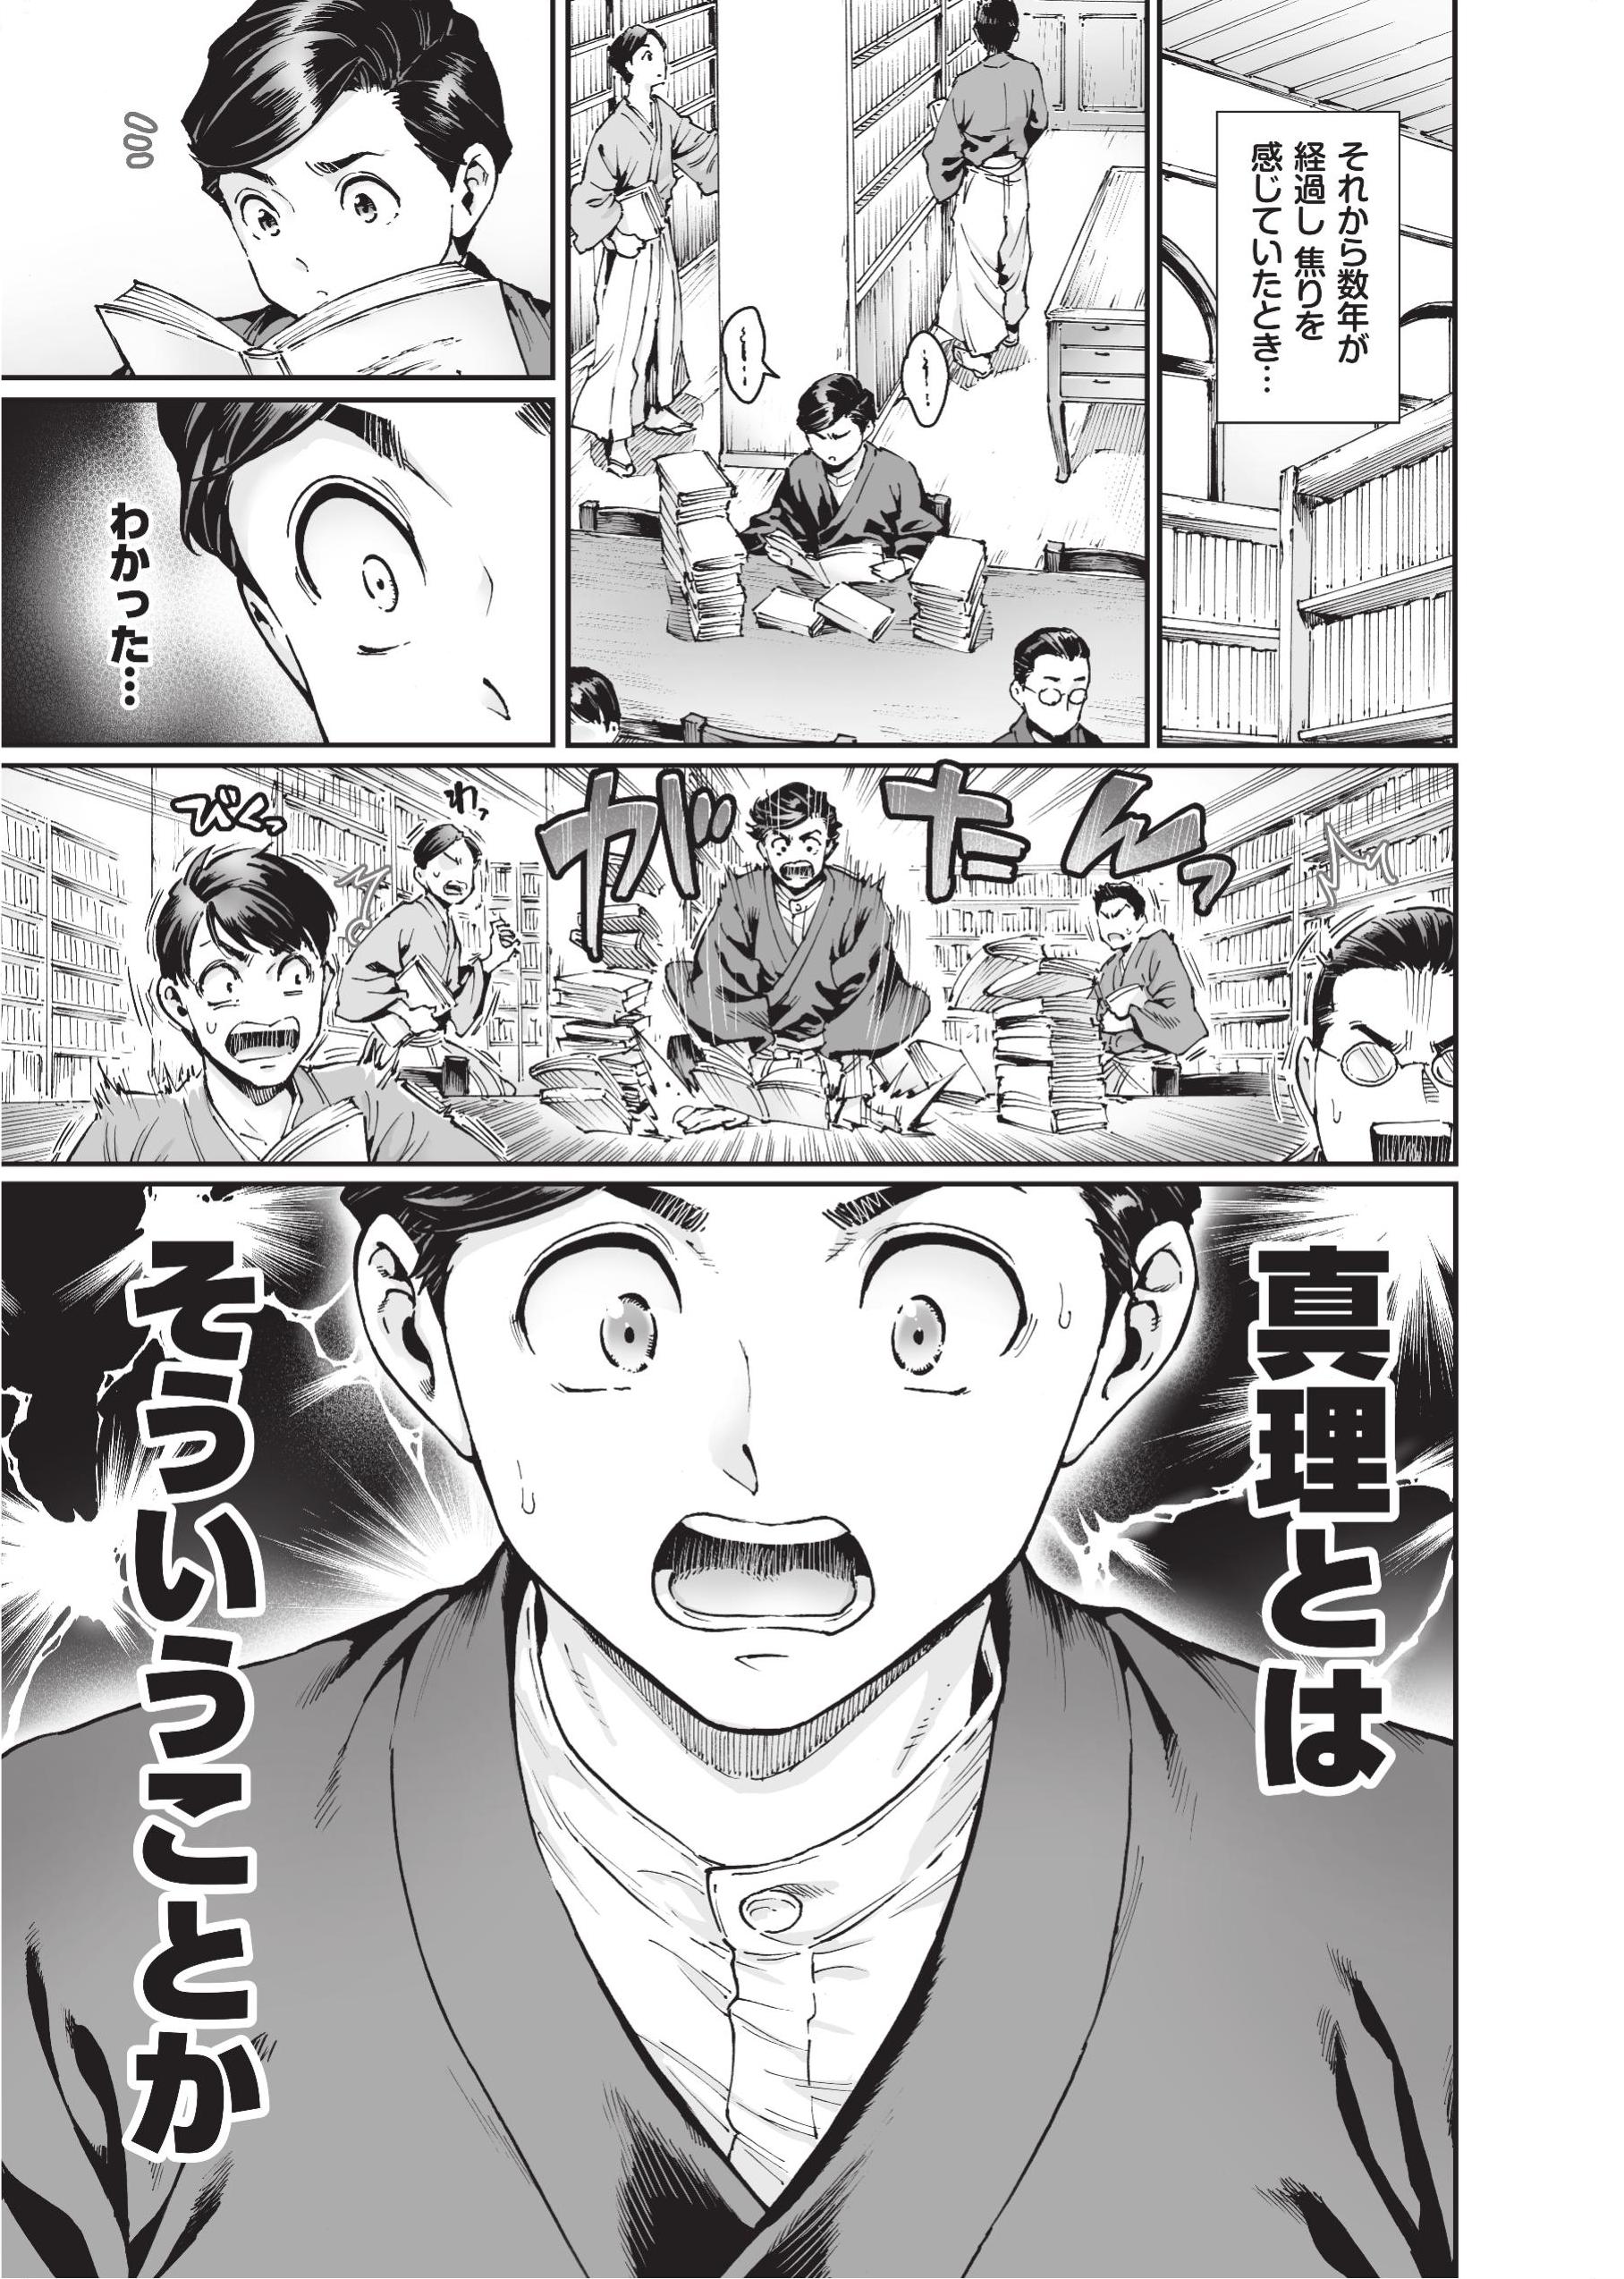 それから数年が
経過し 焦りを
感じていたとき…
わかった…
がたんっ
わっ
びくっ
真理とは
そういうことか